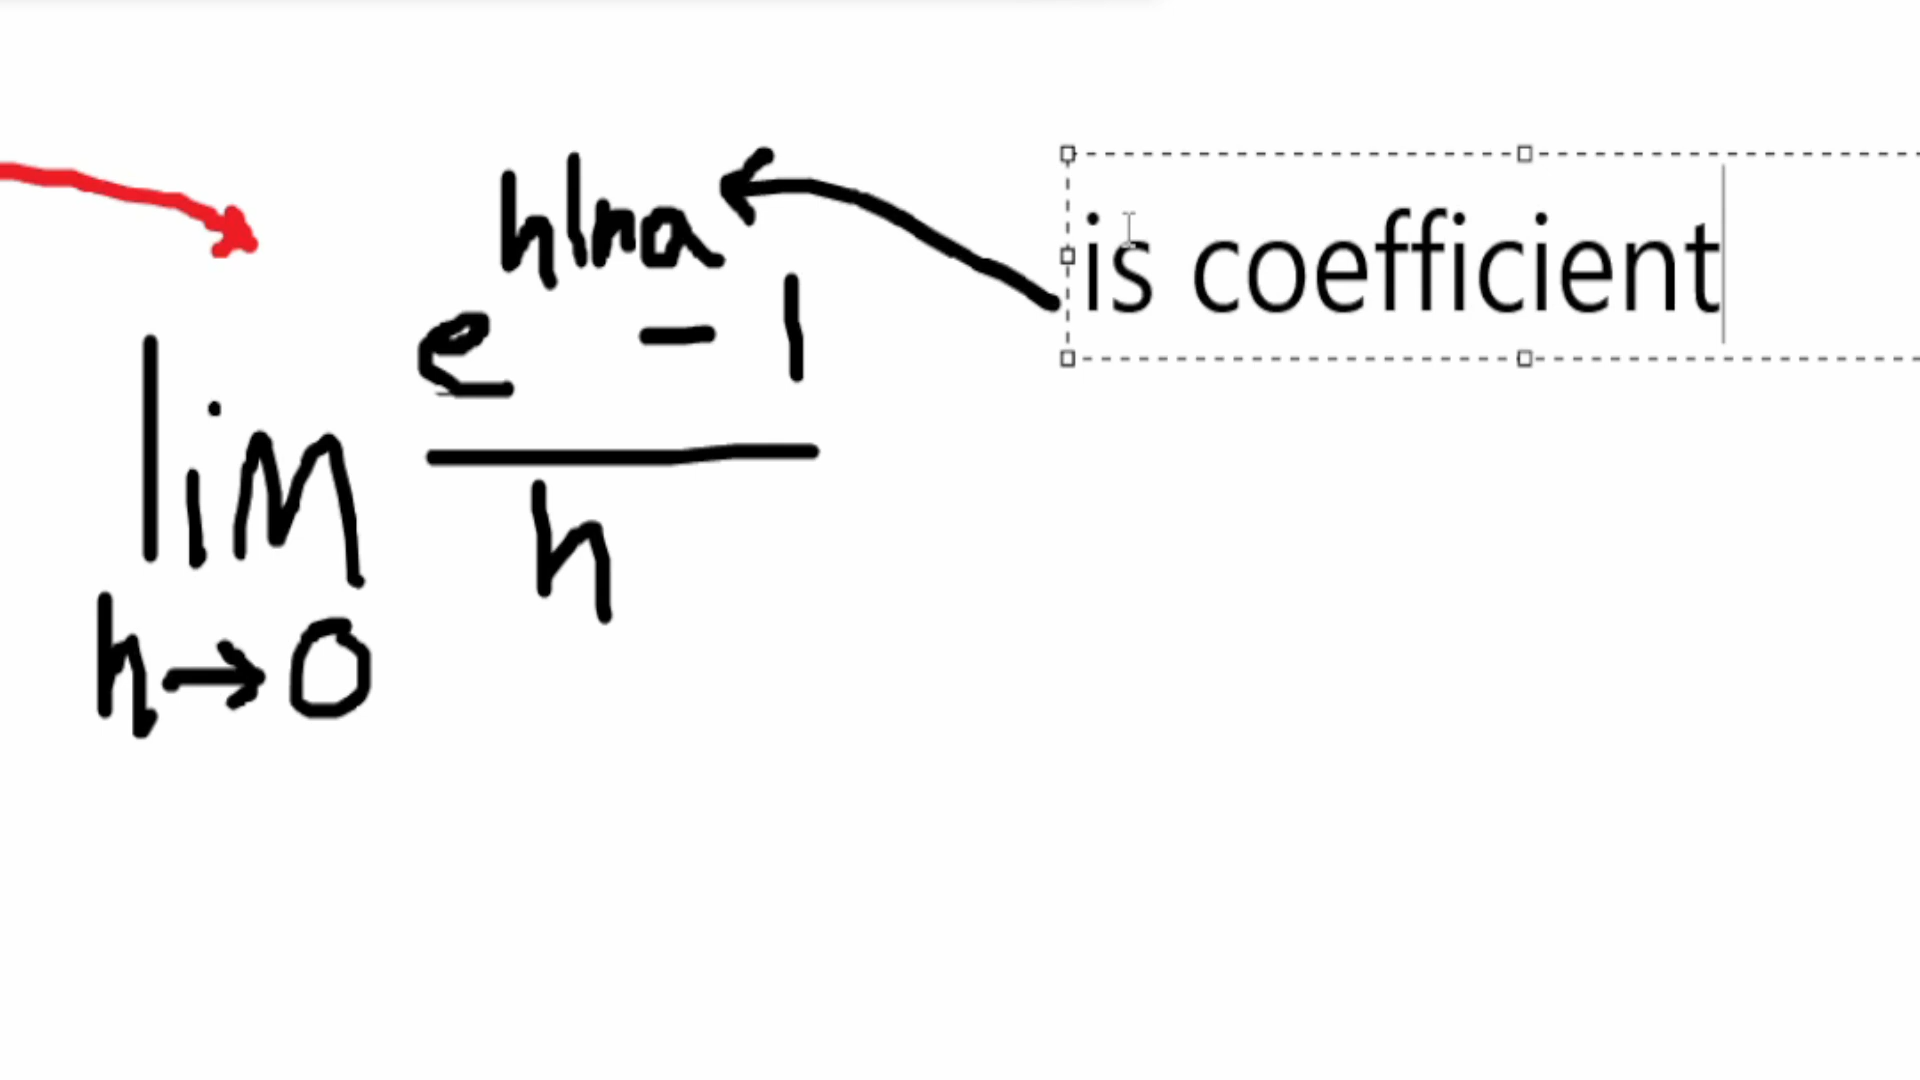 hlna
e - 1
lim
h
h→0
is coefficient